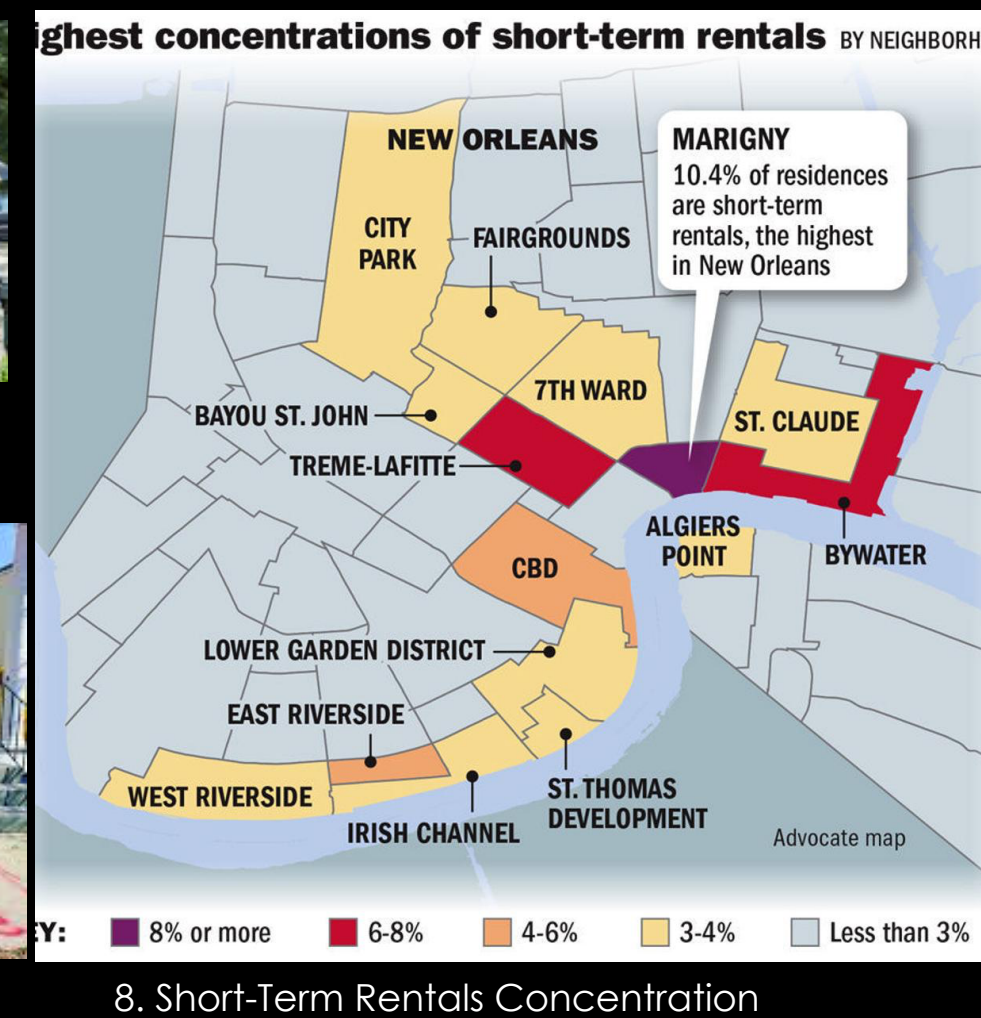 ighest concentrations of short-term rentals BY NEIGHBORH
NEW ORLEANS
MARIGNY
10.4% of residences
are short-term
rentals, the highest
in New Orleans
CITY
PARK
FAIRGROUNDS
7TH WARD
BAYOU ST. JOHN
ST. CLAUDE
TREME-LAFITTE
ALGIERS
POINT
BYWATER
CBD
LOWER GARDEN DISTRICT
EAST RIVERSIDE
WEST RIVERSIDE
ST. THOMAS
DEVELOPMENT
IRISH CHANNEL
Advocate map
EY: 8% or more 6-8% 4-6% 3-4% Less than 3%
8. Short-Term Rentals Concentration